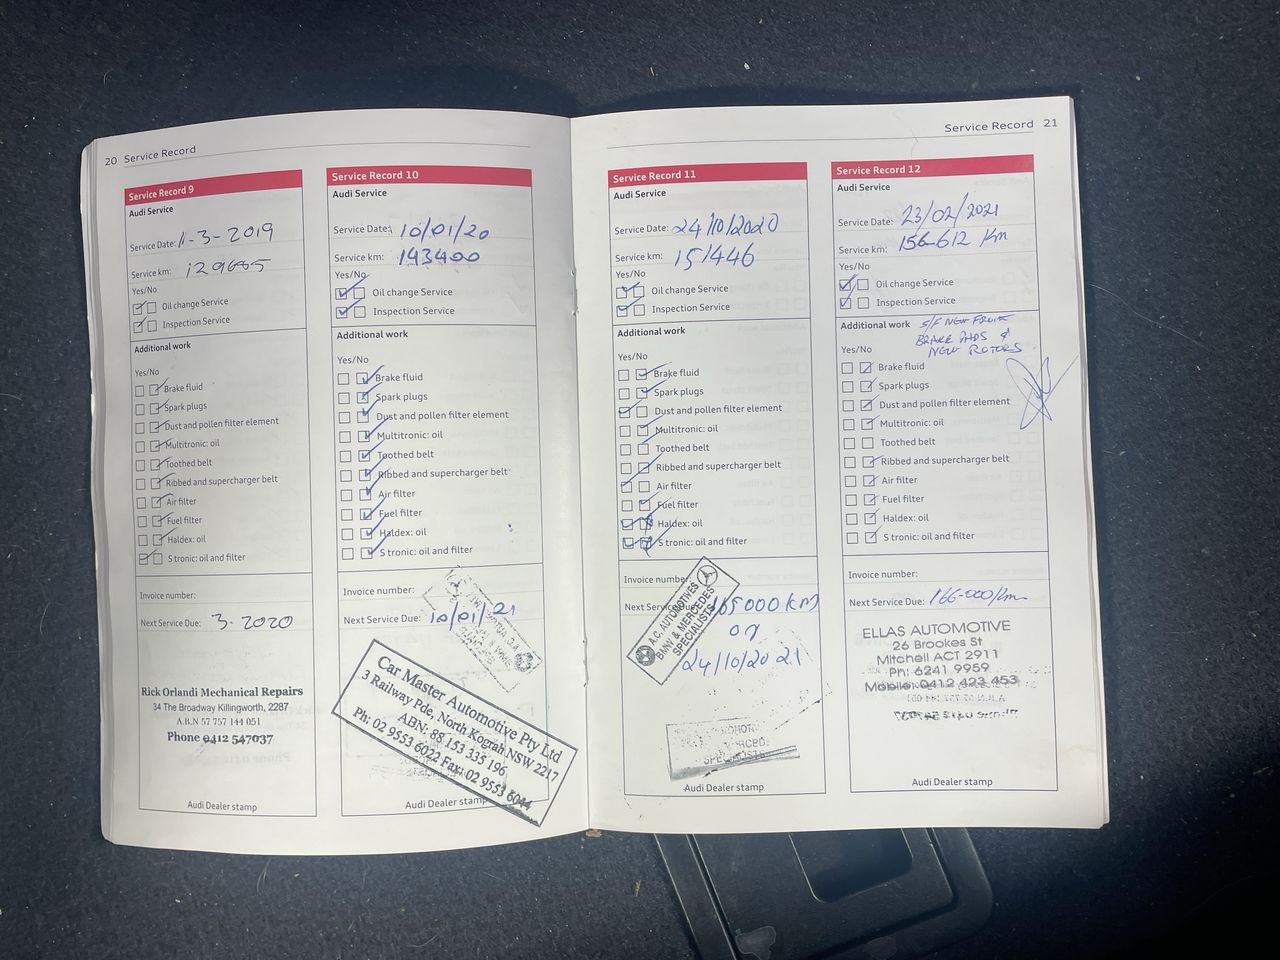 20 Service Record
Service Record 9
Audi Service
Service Date: 11-3-2019
Service km: 129685
Yes/No
Oil change Service
Inspection Service
Additional work
Yes/No
Brake fluid
Spark plugs
Dust and pollen filter element
Multitronic: oil
Toothed belt
Ribbed and supercharger belt
Air filter
Fuel filter
Haldex: oil
S tronic: oil and filter
Invoice number:
Next Service Due: 3-2020
Rick Orlandi Mechanical Repairs
34 The Broadway Killingworth, 2287
A.B.N 57 757 144 051
Phone 0412 547037
Audi Dealer stamp
Service Record 10
Audi Service
Service Date: 10/01/20
Service km: 143400
Yes/No
Oil change Service
Inspection Service
Additional work
Yes/No
Brake fluid
Spark plugs
Dust and pollen filter element
Multitronic: oil
Toothed belt
Ribbed and supercharger belt
Air filter
Fuel filter
Haldex: oil
S tronic: oil and filter
Invoice number:
Next Service Due: 10/01/21
Car Master Automotive Pty Ltd
3 Railway Pde, North Kograh NSW 2217
ABN: 88 153 335 196
Ph: 02 9553 6022 Fax: 02 9553 6044
Audi Dealer stamp
Service Record 21
Service Record 11
Audi Service
Service Date: 24/10/2020
Service km: 151446
Yes/No
Oil change Service
Inspection Service
Additional work
Yes/No
Brake fluid
Spark plugs
Dust and pollen filter element
Multitronic: oil
Toothed belt
Ribbed and supercharger belt
Air filter
Fuel filter
Haldex: oil
S tronic: oil and filter
Invoice number:
Next Service Due: 165000 KM
or
24/10/2021
A.C. AUTOMOTIVES
BMW & MERCEDES
SPECIALISTS
SPECIALISTS
Audi Dealer stamp
Service Record 12
Audi Service
Service Date: 23/02/2021
Service km: 156-612 Km
Yes/No
Oil change Service
Inspection Service
Additional work S/F NEW FRONT
BRAKE PADS &
NEW ROTORS
Yes/No
Brake fluid
Spark plugs
Dust and pollen filter element
Multitronic: oil
Toothed belt
Ribbed and supercharger belt
Air filter
Fuel filter
Haldex: oil
S tronic: oil and filter
Invoice number:
Next Service Due: 166-000/km
ELLAS AUTOMOTIVE
26 Brookes St
Mitchell ACT 2911
Ph: 6241 9959
Mobile: 0412 423 453
Audi Dealer stamp